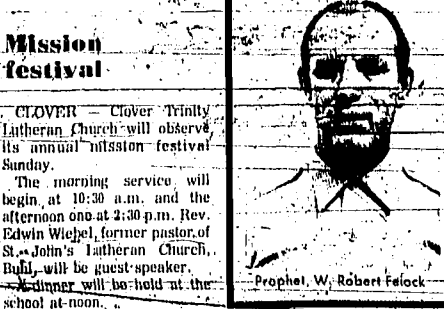 Mission
festival
CLOVER — Clover Trinity
Lutheran Church will observe
its annual mission festival
Sunday.
The morning service will
begin at 10:30 a.m. and the
afternoon one at 2:30 p.m. Rev.
Edwin Wiebel, former pastor of
St. John's Lutheran Church,
Buhl, will be guest speaker.
A dinner will be hold at the
school at noon.
Prophet, W. Robert Felock